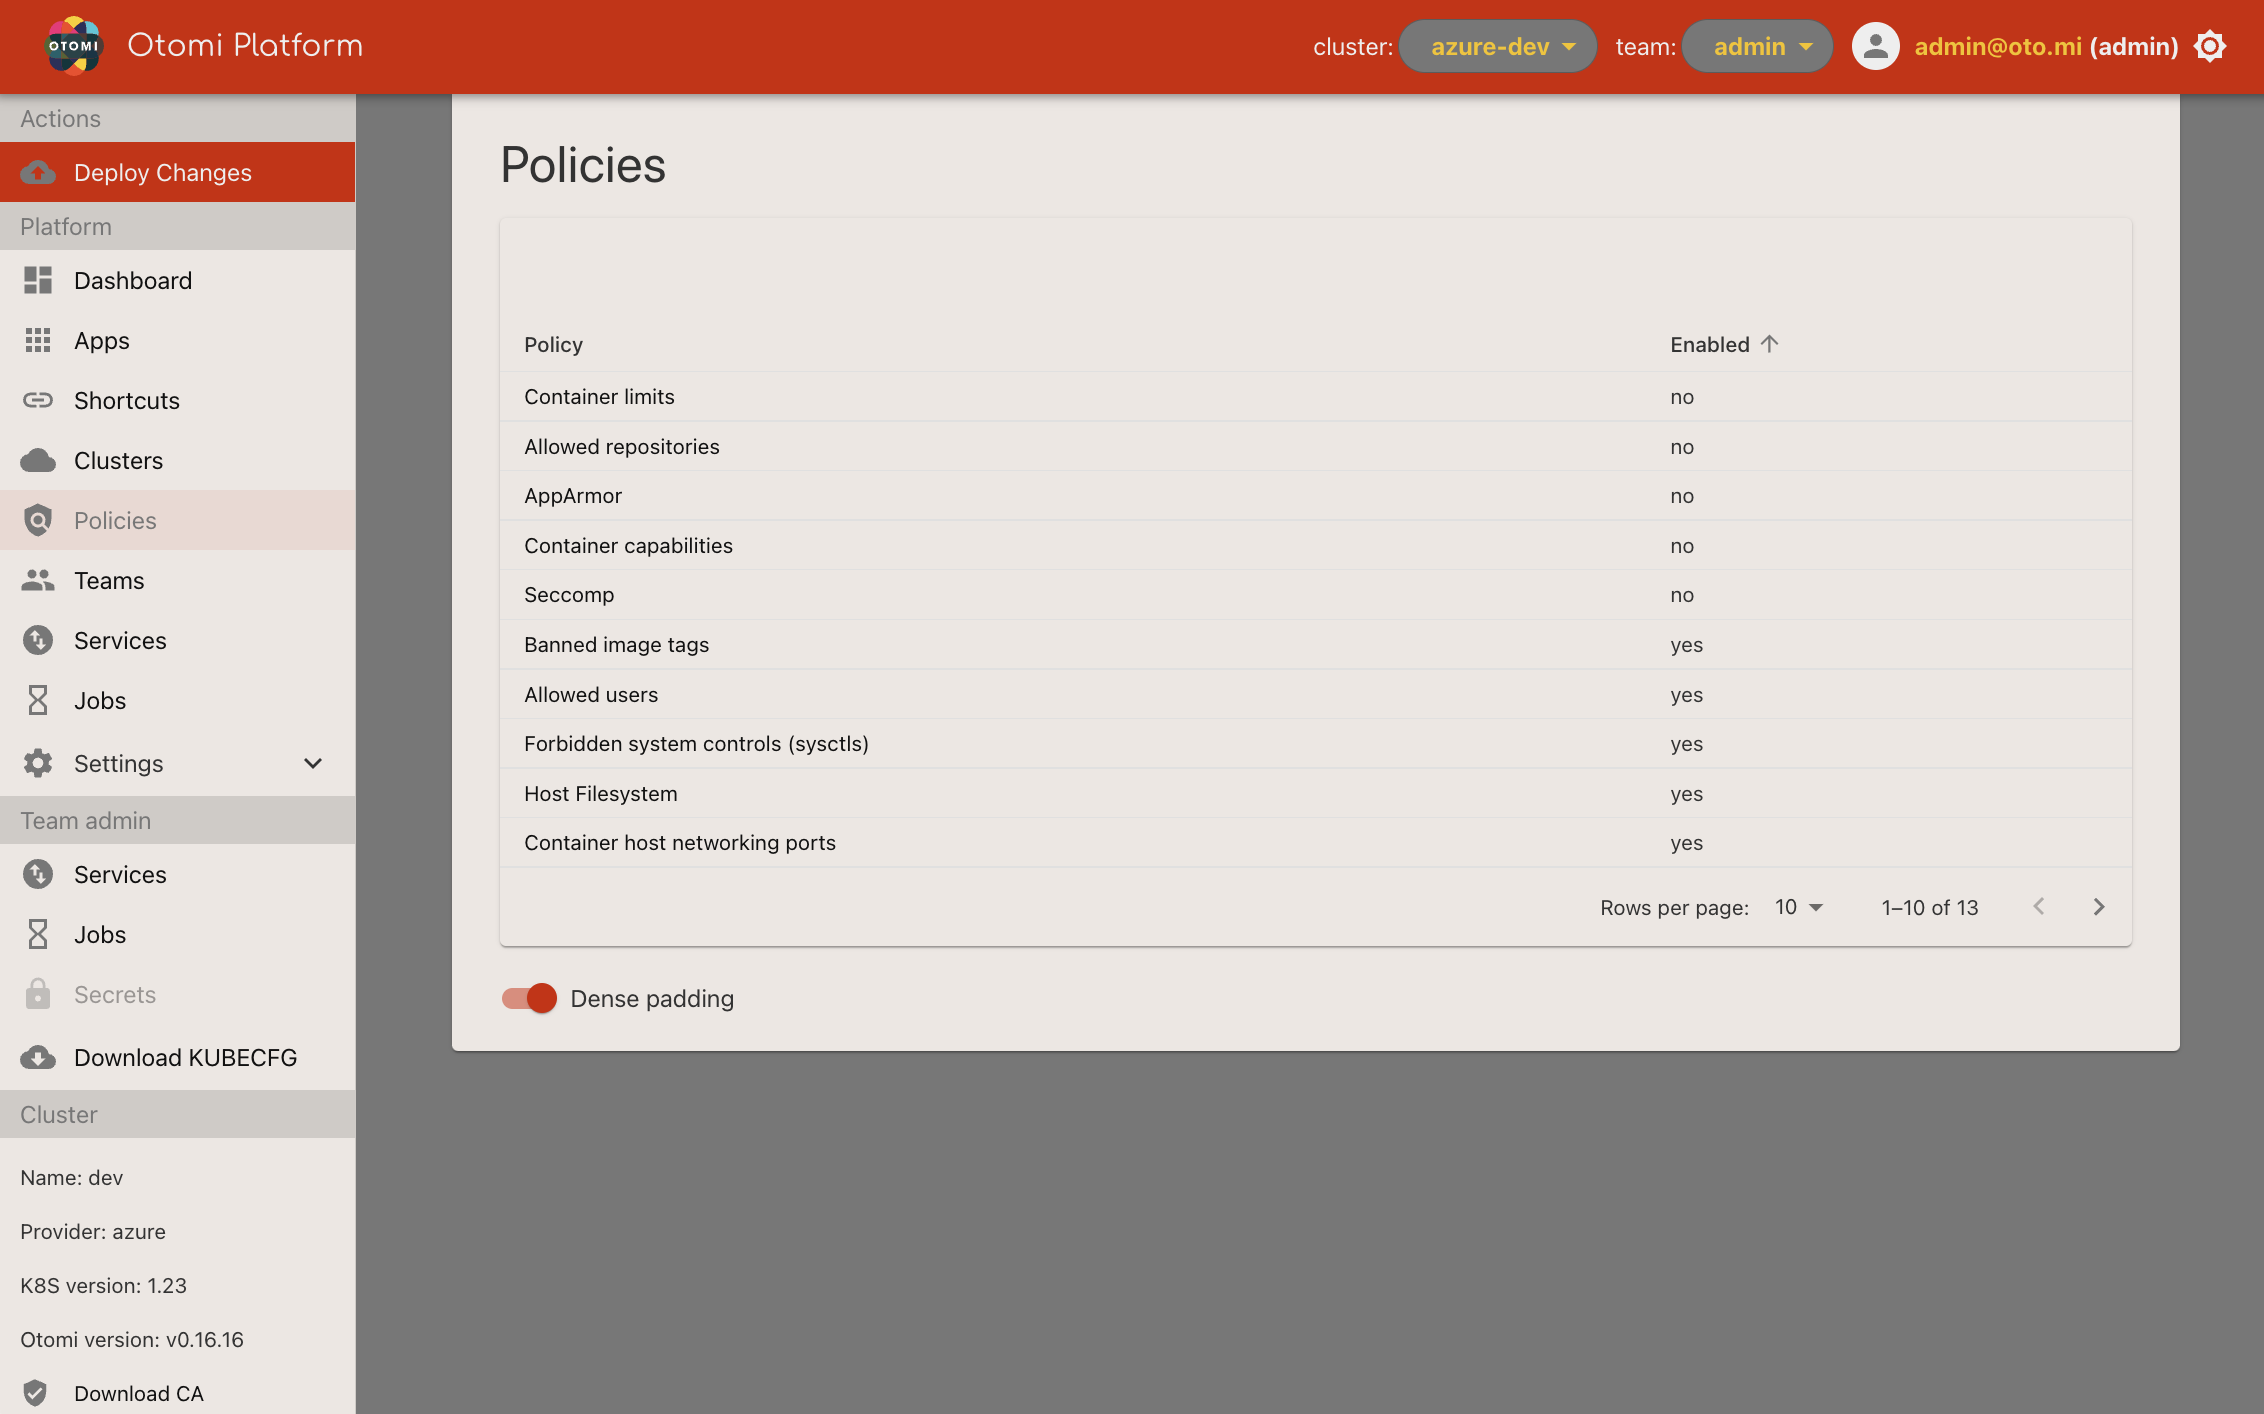 OTOMI
Otomi Platform
cluster: azure-dev team: admin admin@oto.mi (admin)
Actions
Deploy Changes
Platform
Dashboard
Apps
Shortcuts
Clusters
Policies
Teams
Services
Jobs
Settings
Team admin
Services
Jobs
Secrets
Download KUBECFG
Cluster
Name: dev
Provider: azure
K8S version: 1.23
Otomi version: v0.16.16
Download CA
Policies
Policy Enabled
Container limits no
Allowed repositories no
AppArmor no
Container capabilities no
Seccomp no
Banned image tags yes
Allowed users yes
Forbidden system controls (sysctls) yes
Host Filesystem yes
Container host networking ports yes
Rows per page: 10 1–10 of 13
Dense padding